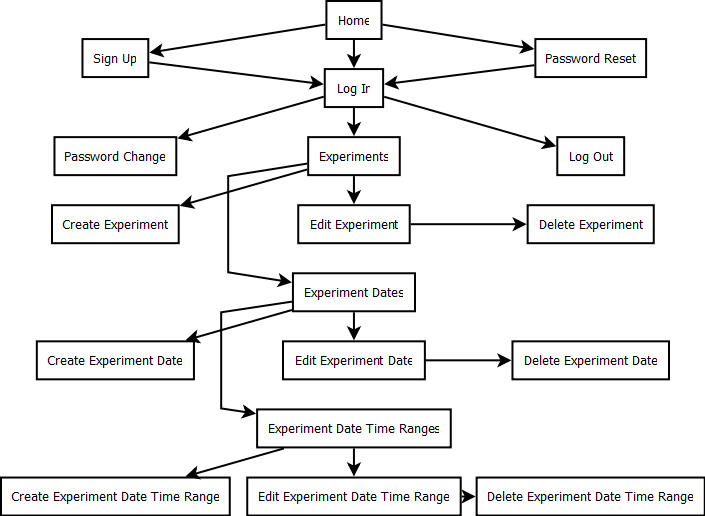 Home
Sign Up
Password Reset
Log In
Password Change
Experiments
Log Out
Create Experiment
Edit Experiment
Delete Experiment
Experiment Dates
Create Experiment Date
Edit Experiment Date
Delete Experiment Date
Experiment Date Time Ranges
Create Experiment Date Time Range
Edit Experiment Date Time Range
Delete Experiment Date Time Range